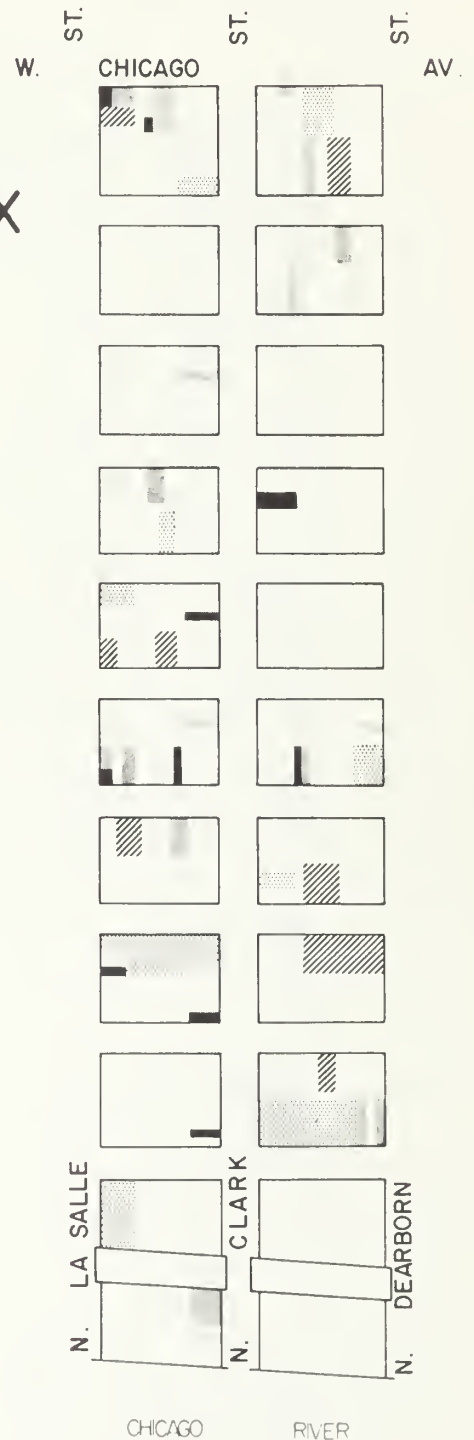 ST. ST. ST.
W. CHICAGO AV.
X
N. LA SALLE
N. CLARK
N. DEARBORN
CHICAGO RIVER